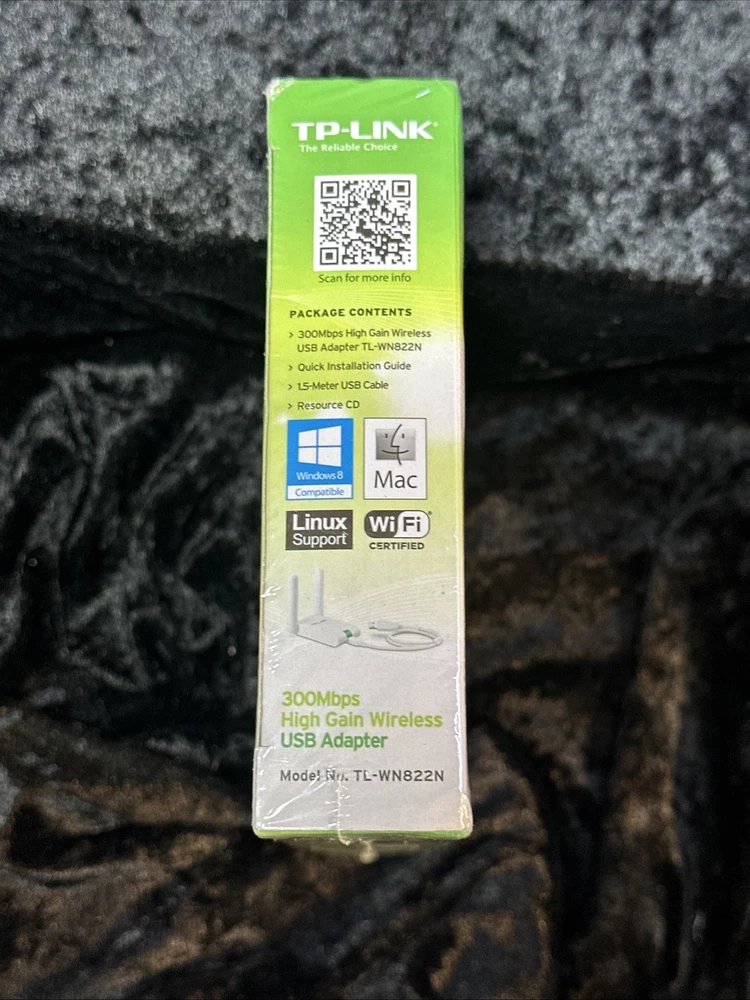 TP-LINK®
The Reliable Choice
Scan for more info
PACKAGE CONTENTS
› 300Mbps High Gain Wireless
USB Adapter TL-WN822N
› Quick Installation Guide
› 1.5-Meter USB Cable
› Resource CD
Windows 8
Compatible
Mac
Linux
Support
Wi Fi®
CERTIFIED
300Mbps
High Gain Wireless
USB Adapter
Model No. TL-WN822N